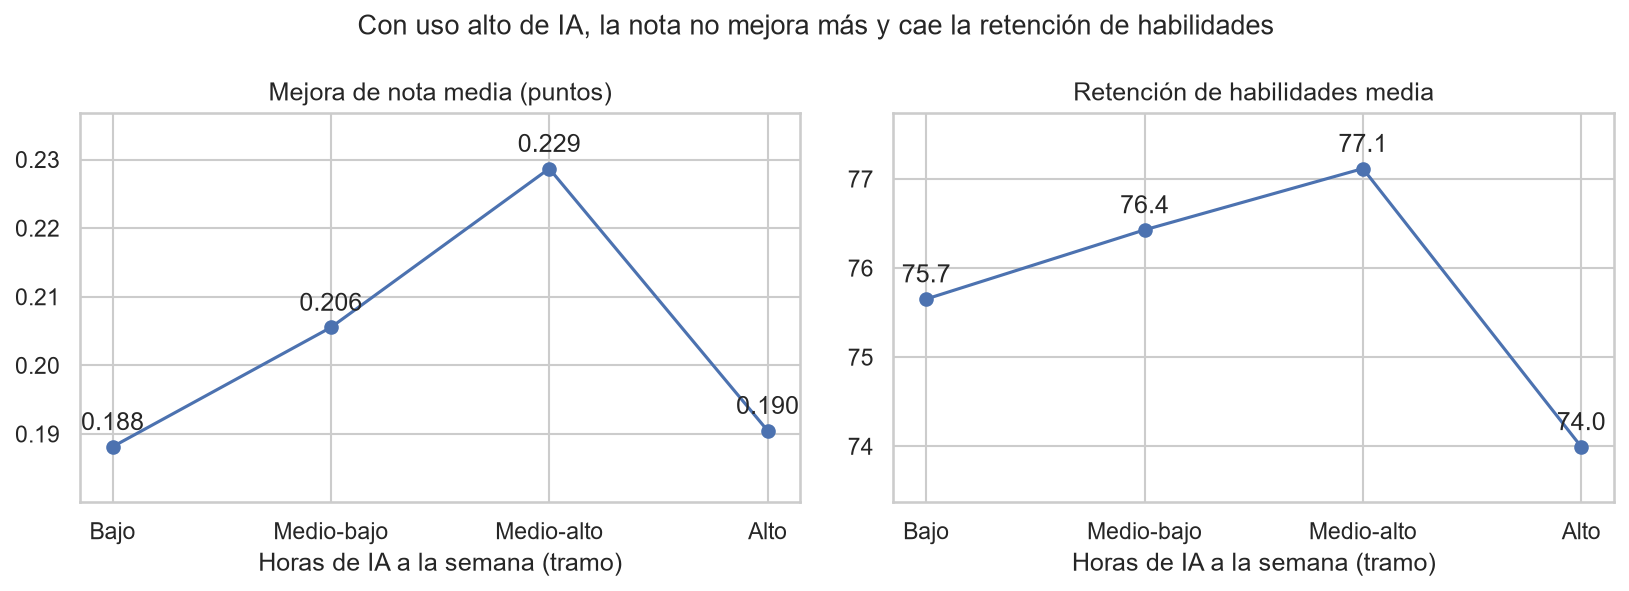 Con uso alto de IA, la nota no mejora más y cae la retención de habilidades
Mejora de nota media (puntos)
0.23
0.22
0.21
0.20
0.19
0.188
0.206
0.229
0.190
Bajo
Medio-bajo
Medio-alto
Alto
Horas de IA a la semana (tramo)
Retención de habilidades media
77
76
75
74
75.7
76.4
77.1
74.0
Bajo
Medio-bajo
Medio-alto
Alto
Horas de IA a la semana (tramo)